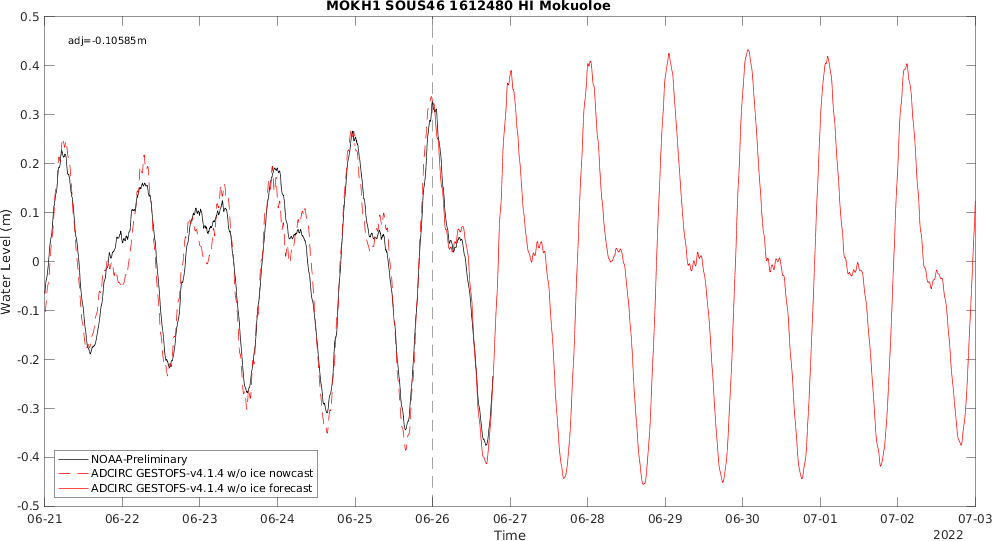 MOKH1 SOUS46 1612480 HI Mokuoloe
adj=-0.10585m
0.5
0.4
0.3
0.2
0.1
0
-0.1
-0.2
-0.3
-0.4
-0.5
Water Level (m)
NOAA-Preliminary
ADCIRC GESTOFS-v4.1.4 w/o ice nowcast
ADCIRC GESTOFS-v4.1.4 w/o ice forecast
06-21 06-22 06-23 06-24 06-25 06-26 06-27 06-28 06-29 06-30 07-01 07-02 07-03
Time
2022